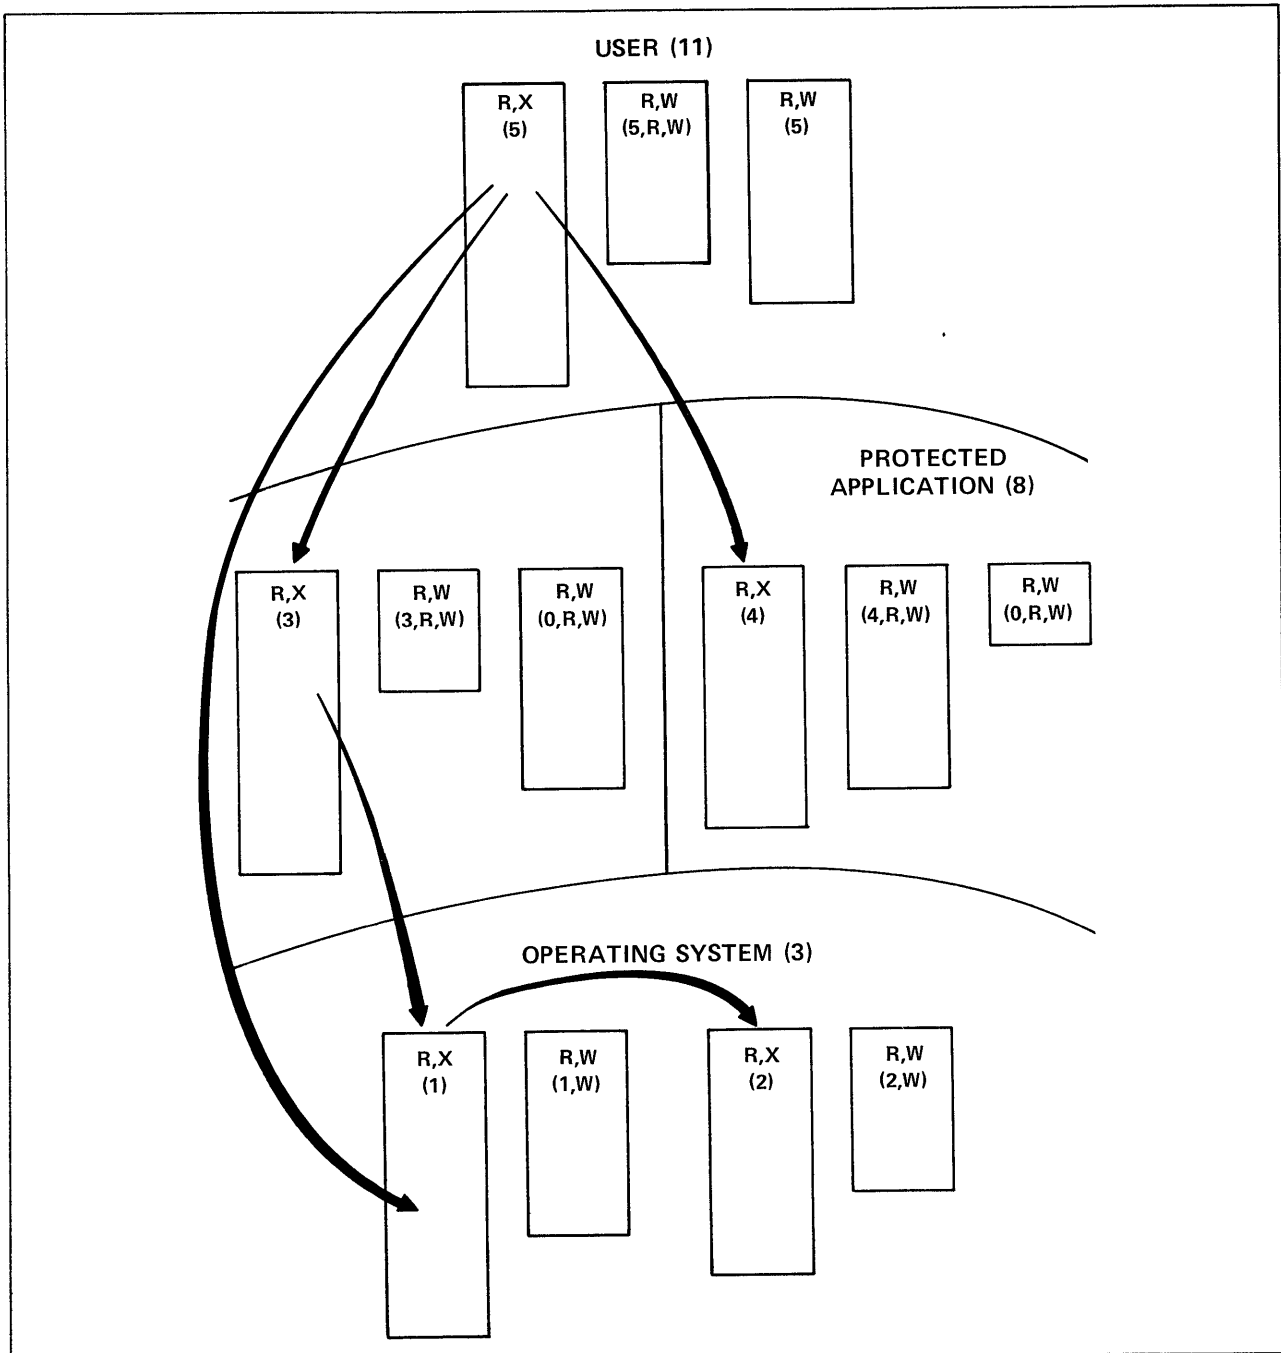 USER (11)
R,X
(5)
R,W
(5,R,W)
R,W
(5)
PROTECTED
APPLICATION (8)
R,X
(3)
R,W
(3,R,W)
R,W
(0,R,W)
R,X
(4)
R,W
(4,R,W)
R,W
(0,R,W)
OPERATING SYSTEM (3)
R,X
(1)
R,W
(1,W)
R,X
(2)
R,W
(2,W)